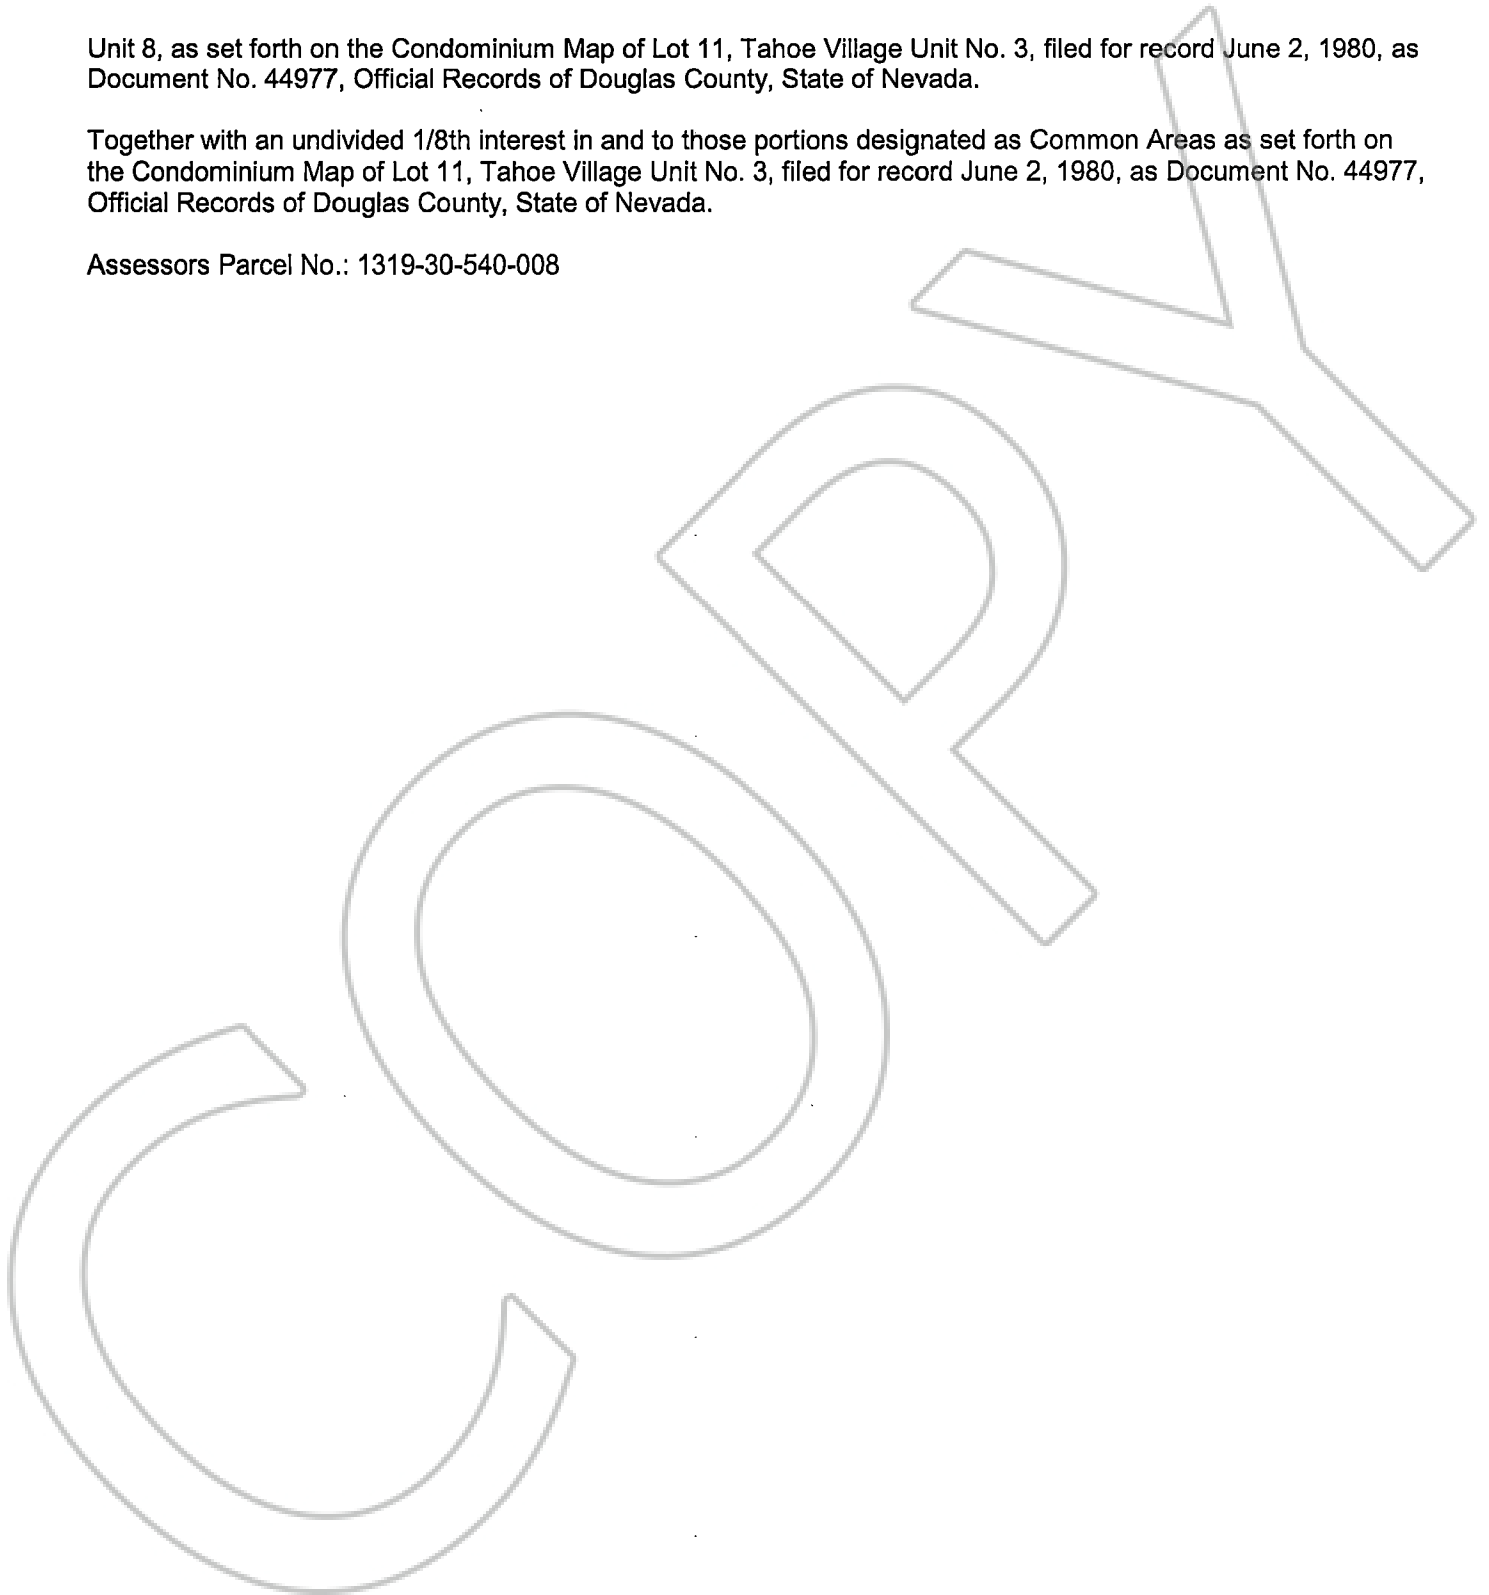 Unit 8, as set forth on the Condominium Map of Lot 11, Tahoe Village Unit No. 3, filed for record June 2, 1980, as
Document No. 44977, Official Records of Douglas County, State of Nevada.
Together with an undivided 1/8th interest in and to those portions designated as Common Areas as set forth on
the Condominium Map of Lot 11, Tahoe Village Unit No. 3, filed for record June 2, 1980, as Document No. 44977,
Official Records of Douglas County, State of Nevada.
Assessors Parcel No.: 1319-30-540-008
COPY